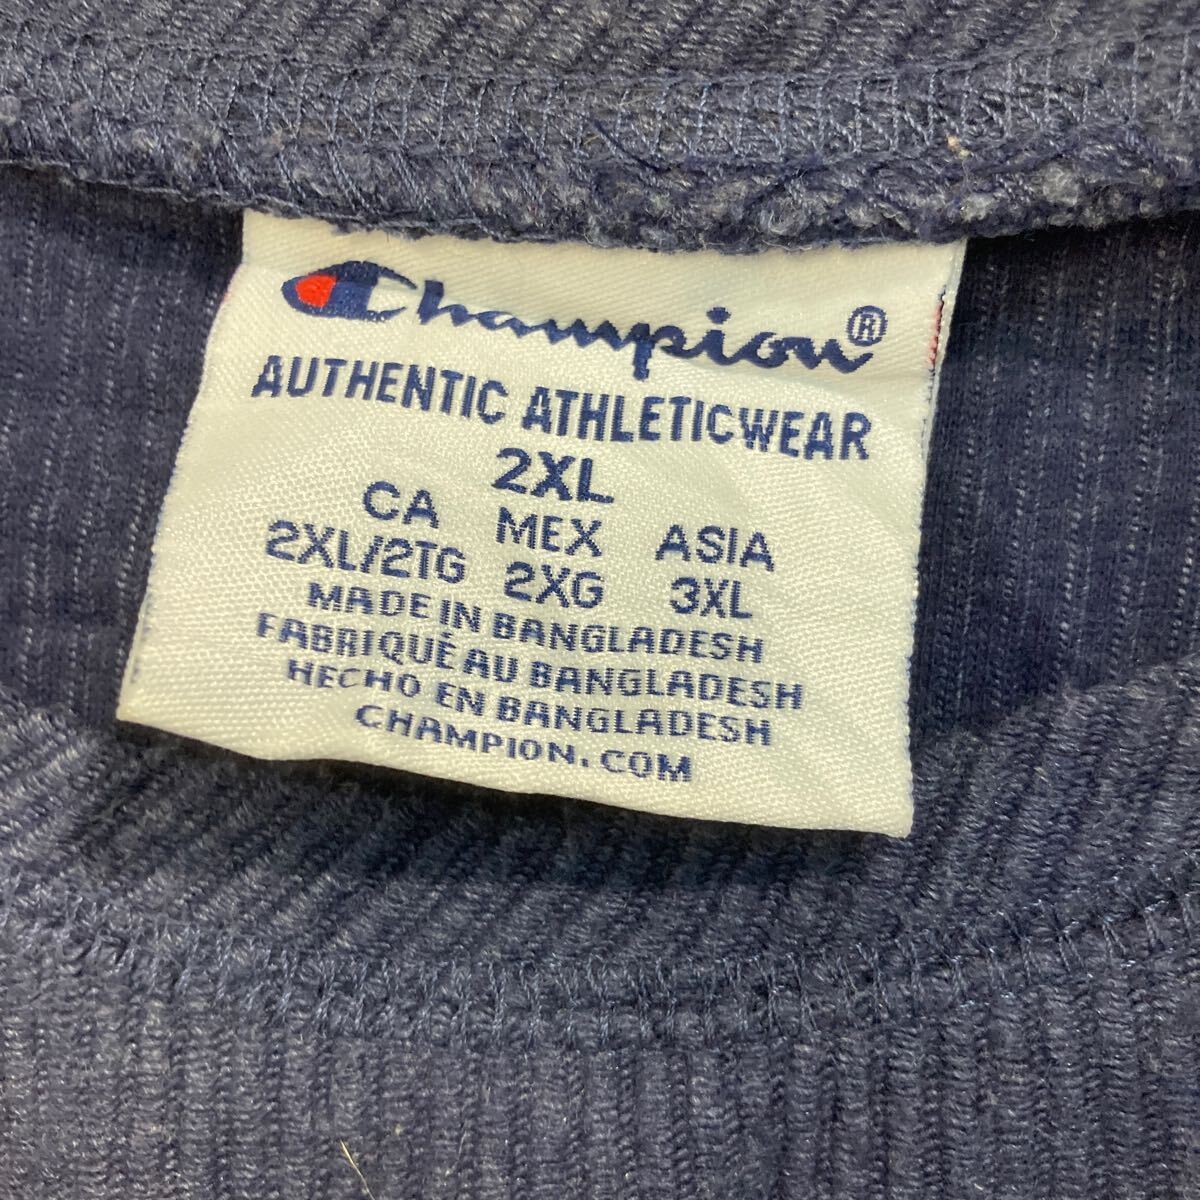 Champion®
AUTHENTIC ATHLETICWEAR
2XL
CA MEX ASIA
2XL/2TG 2XG 3XL
MADE IN BANGLADESH
FABRIQUÉ AU BANGLADESH
HECHO EN BANGLADESH
CHAMPION.COM